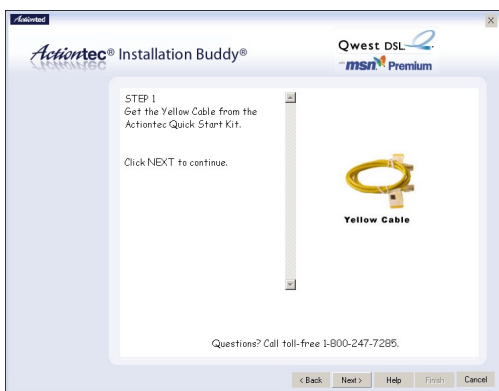 Actiontec
Actiontec® Installation Buddy®
Qwest DSL
msn Premium
STEP 1
Get the Yellow Cable from the
Actiontec Quick Start Kit.
Click NEXT to continue.
Yellow Cable
Questions? Call toll-free 1-800-247-7285.
< Back Next > Help Finish Cancel